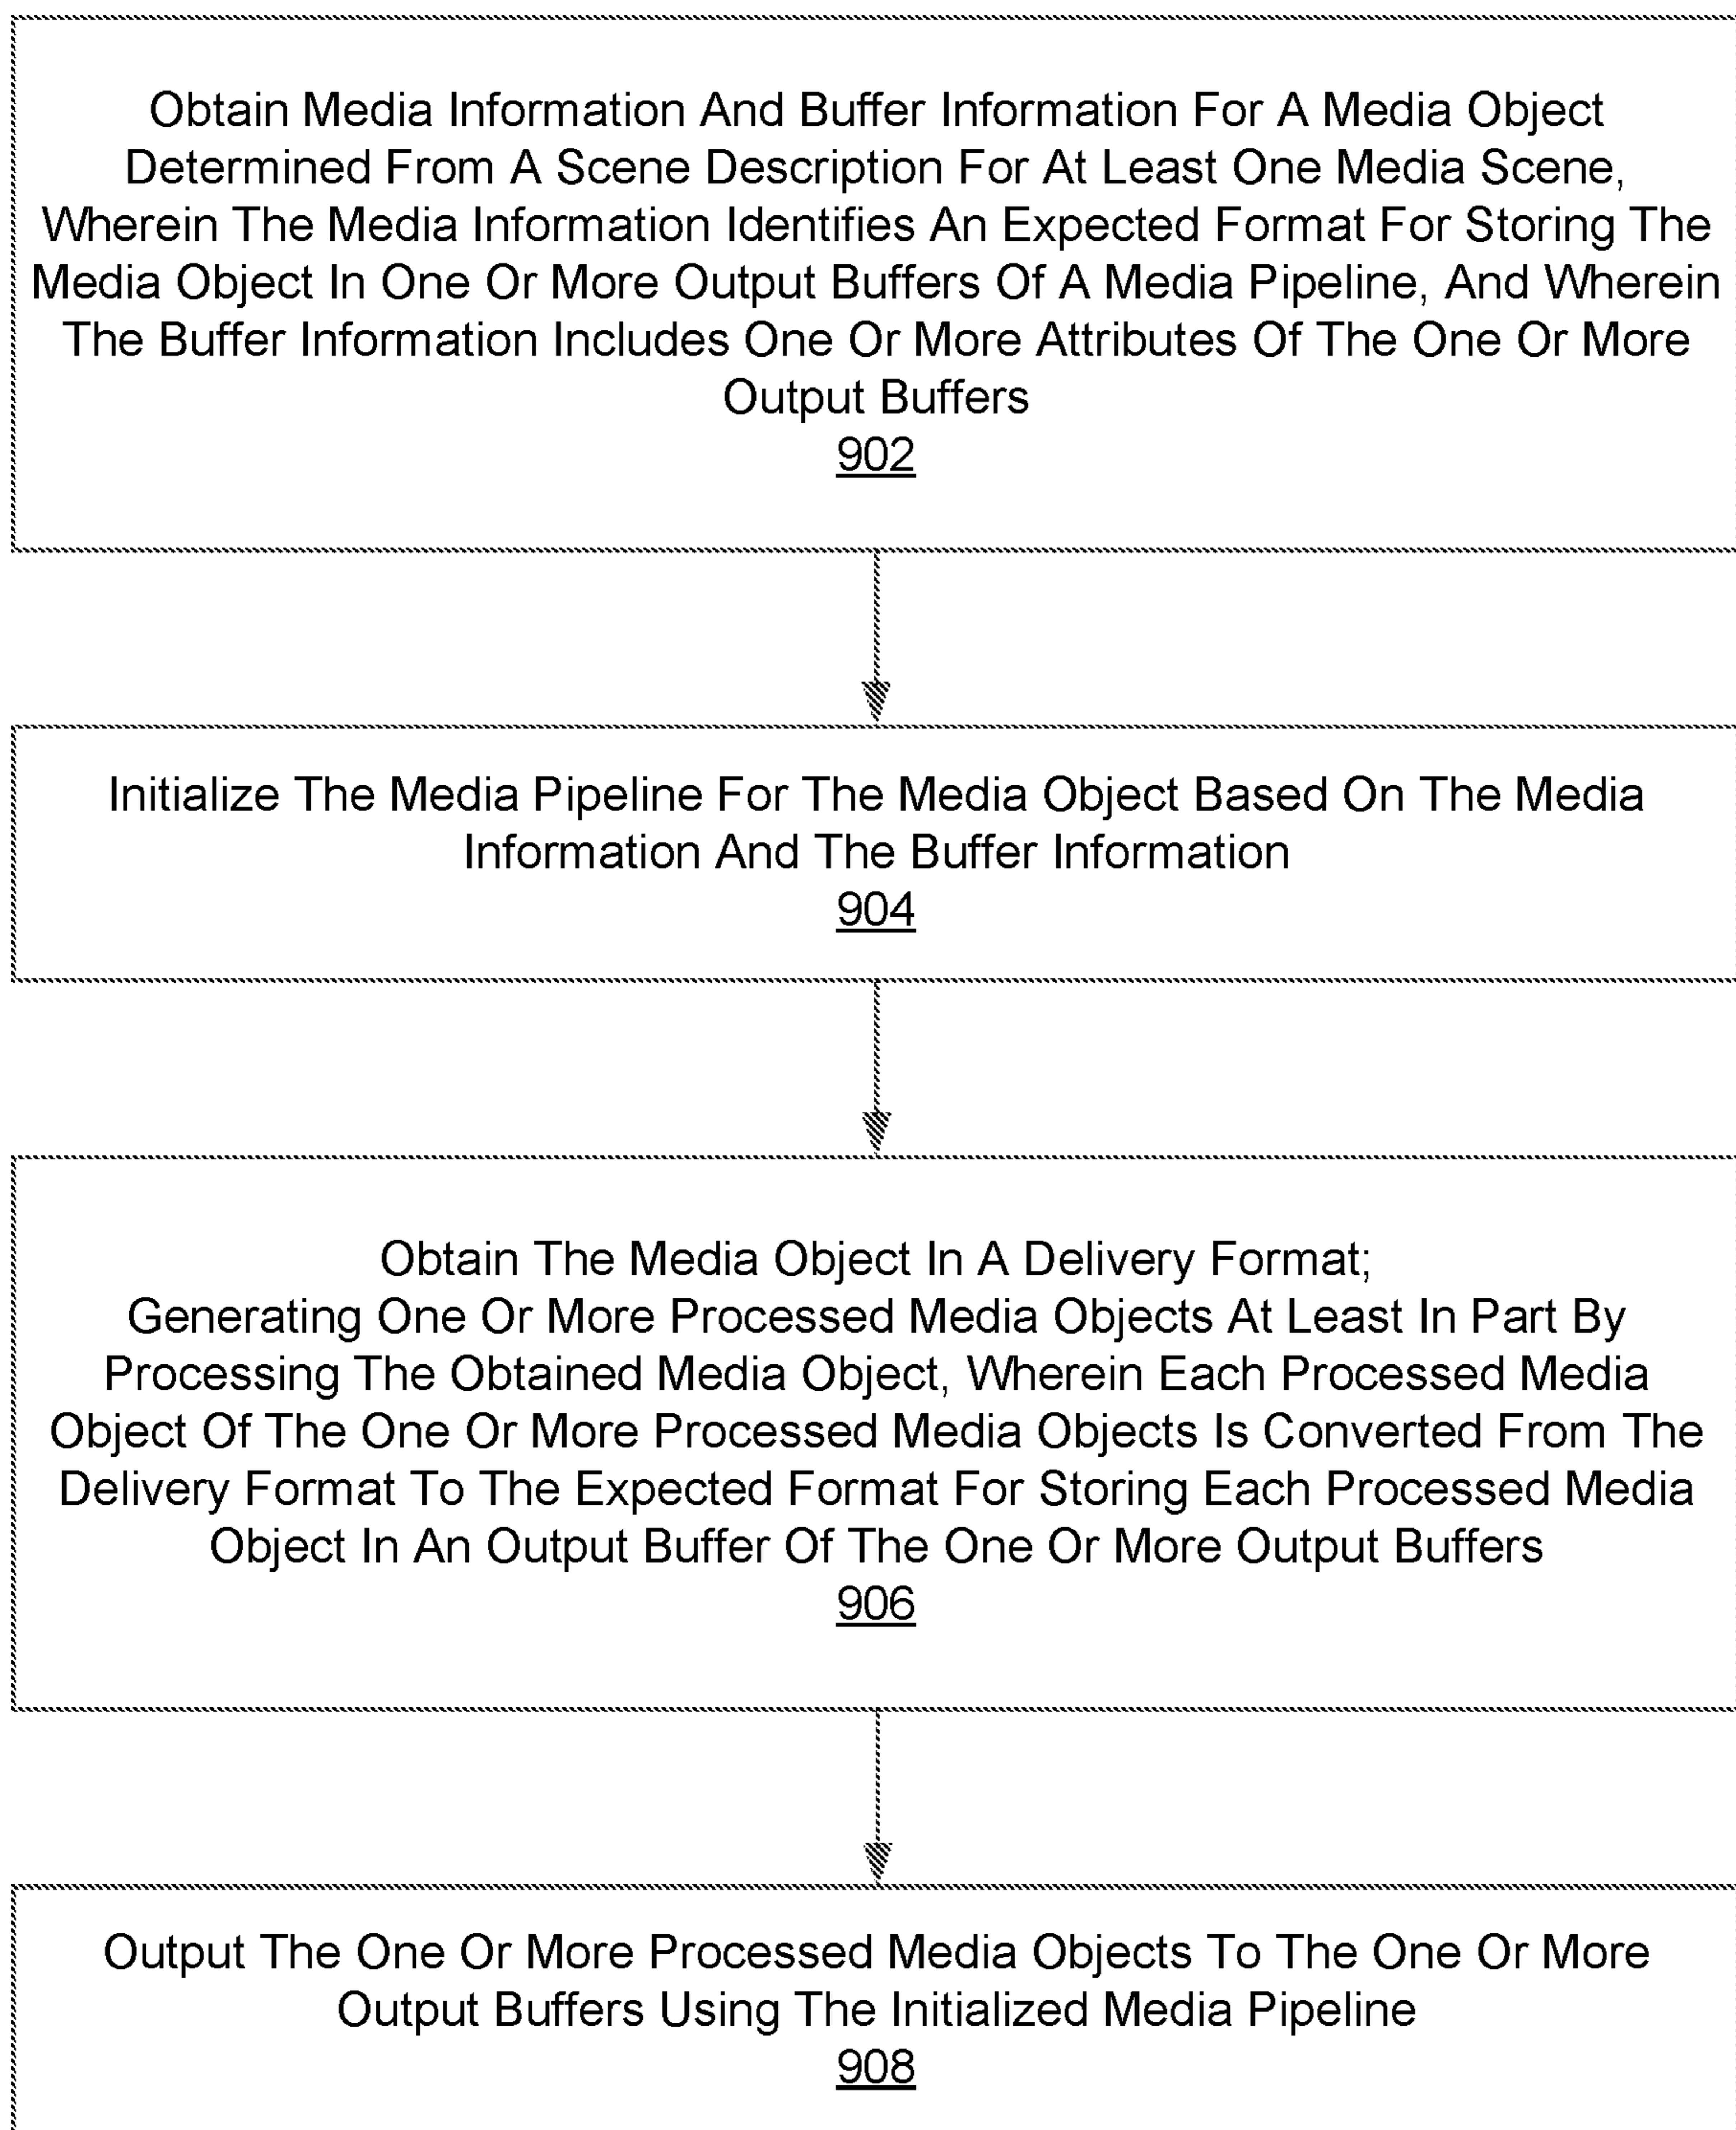 Obtain Media Information And Buffer Information For A Media Object
Determined From A Scene Description For At Least One Media Scene,
Wherein The Media Information Identifies An Expected Format For Storing The
Media Object In One Or More Output Buffers Of A Media Pipeline, And Wherein
The Buffer Information Includes One Or More Attributes Of The One Or More
Output Buffers
902
Initialize The Media Pipeline For The Media Object Based On The Media
Information And The Buffer Information
904
Obtain The Media Object In A Delivery Format;
Generating One Or More Processed Media Objects At Least In Part By
Processing The Obtained Media Object, Wherein Each Processed Media
Object Of The One Or More Processed Media Objects Is Converted From The
Delivery Format To The Expected Format For Storing Each Processed Media
Object In An Output Buffer Of The One Or More Output Buffers
906
Output The One Or More Processed Media Objects To The One Or More
Output Buffers Using The Initialized Media Pipeline
908